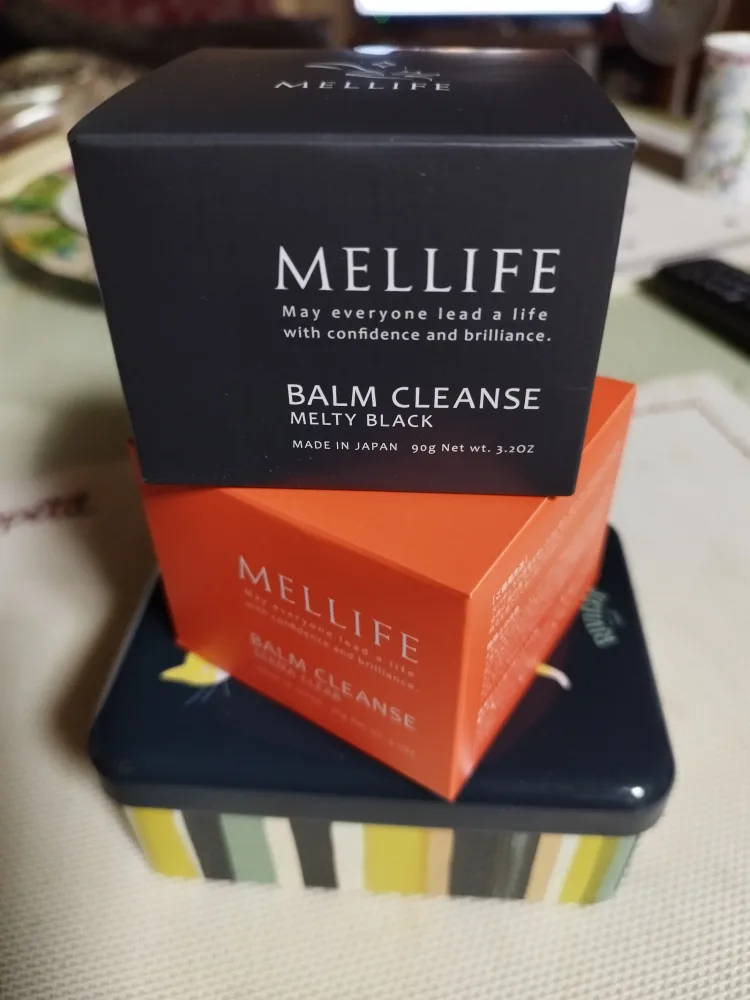 MELLIFE
MELLIFE
May everyone lead a life
with confidence and brilliance.
BALM CLEANSE
MELTY BLACK
MADE IN JAPAN 90g Net wt. 3.2OZ
MELLIFE
May everyone lead a life
with confidence and brilliance.
BALM CLEANSE
CLEAR